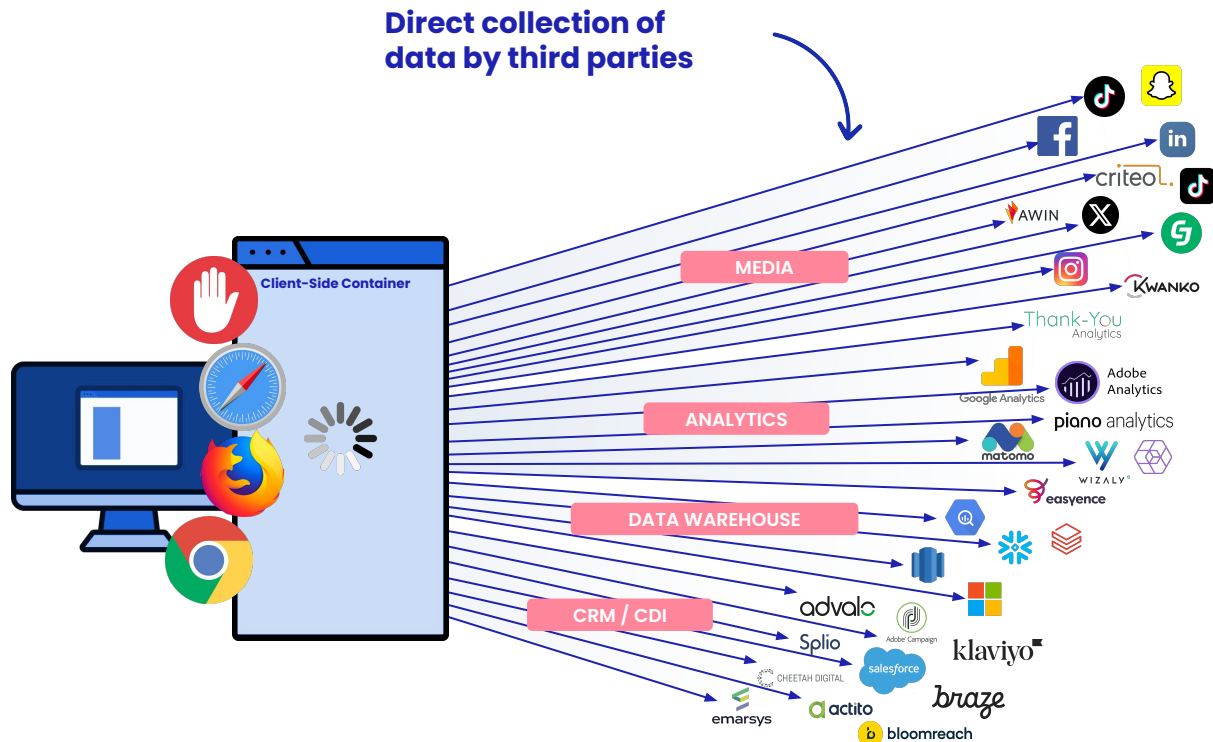 Direct collection of
data by third parties
Client-Side Container
MEDIA
in
criteol.
AWIN
KWANKO
Thank-You
Analytics
Google Analytics
Adobe
Analytics
ANALYTICS
piano analytics
matomo
WIZALY
easyence
DATA WAREHOUSE
CRM / CDI
advalo
Adobe' Campaign
Splio
klaviyo
salesforce
CHEETAH DIGITAL
braze
emarsys
actito
b bloomreach